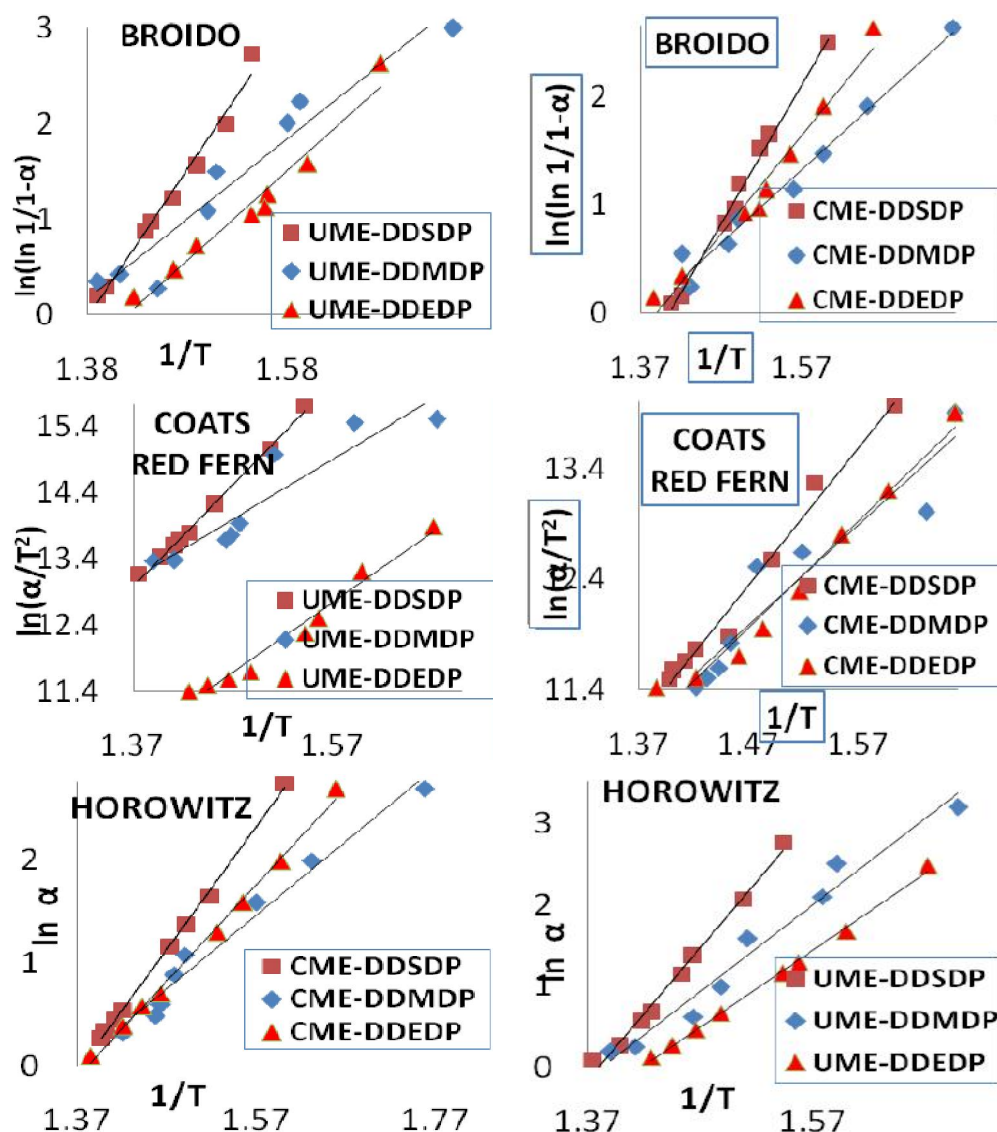 BROIDO
3
2
1
0
ln(ln 1/1-α)
UME-DDSDP
UME-DDMDP
UME-DDEDP
1/T
1.38
1.58
BROIDO
2
1
0
ln(ln 1/1-α)
CME-DDSDP
CME-DDMDP
CME-DDEDP
1/T
1.37
1.57
COATS
RED FERN
15.4
14.4
13.4
12.4
11.4
ln(α/T²)
UME-DDSDP
UME-DDMDP
UME-DDEDP
1/T
1.37
1.57
COATS
RED FERN
13.4
12.4
11.4
ln(α/T²)
CME-DDSDP
CME-DDMDP
CME-DDEDP
1/T
1.37
1.47
1.57
HOROWITZ
2
1
0
ln α
CME-DDSDP
CME-DDMDP
CME-DDEDP
1/T
1.37
1.57
1.77
HOROWITZ
3
2
1
0
ln α
UME-DDSDP
UME-DDMDP
UME-DDEDP
1/T
1.37
1.57